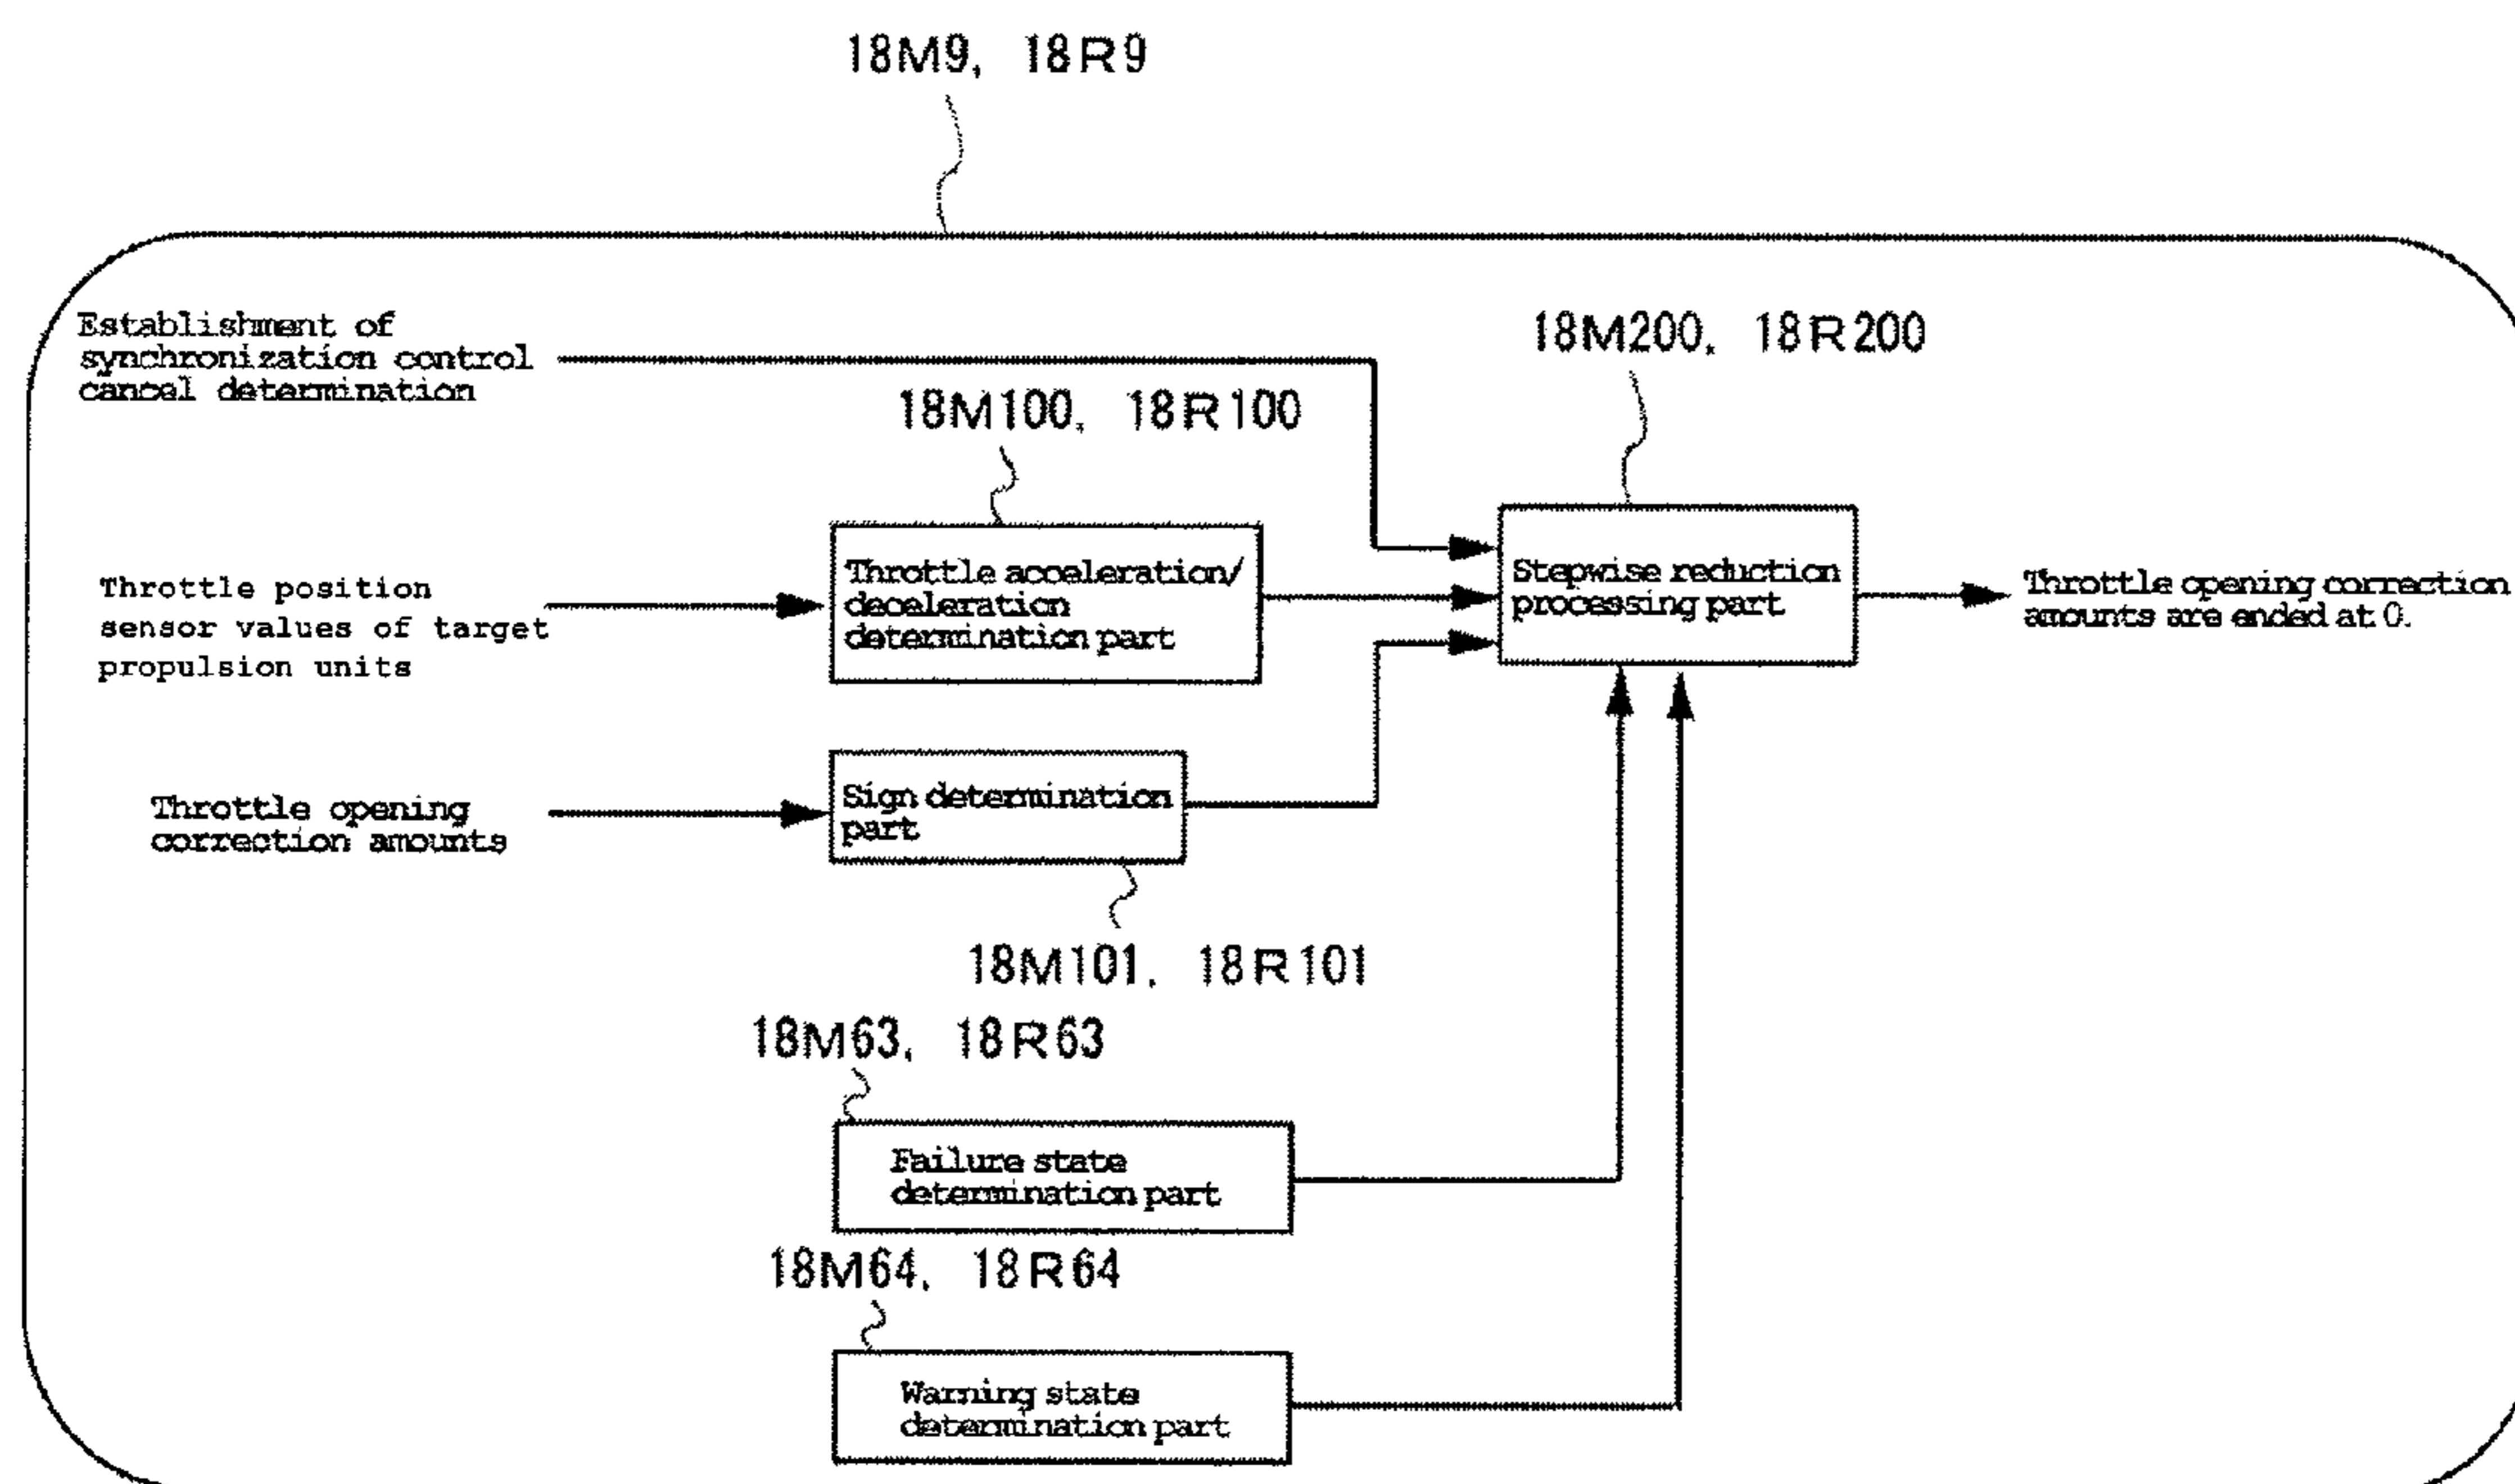 18M9, 18R9
Establishment of
synchronization control
cancel determination
18M200, 18R200
18M100, 18R100
Throttle position
sensor values of target
propulsion units
Throttle acceleration/
deceleration
determination part
Stepwise reduction
processing part
Throttle opening correction
amounts are ended at 0.
Throttle opening
correction amounts
Sign determination
part
18M101, 18R101
18M63, 18R63
Failure state
determination part
18M64, 18R64
Warning state
determination part